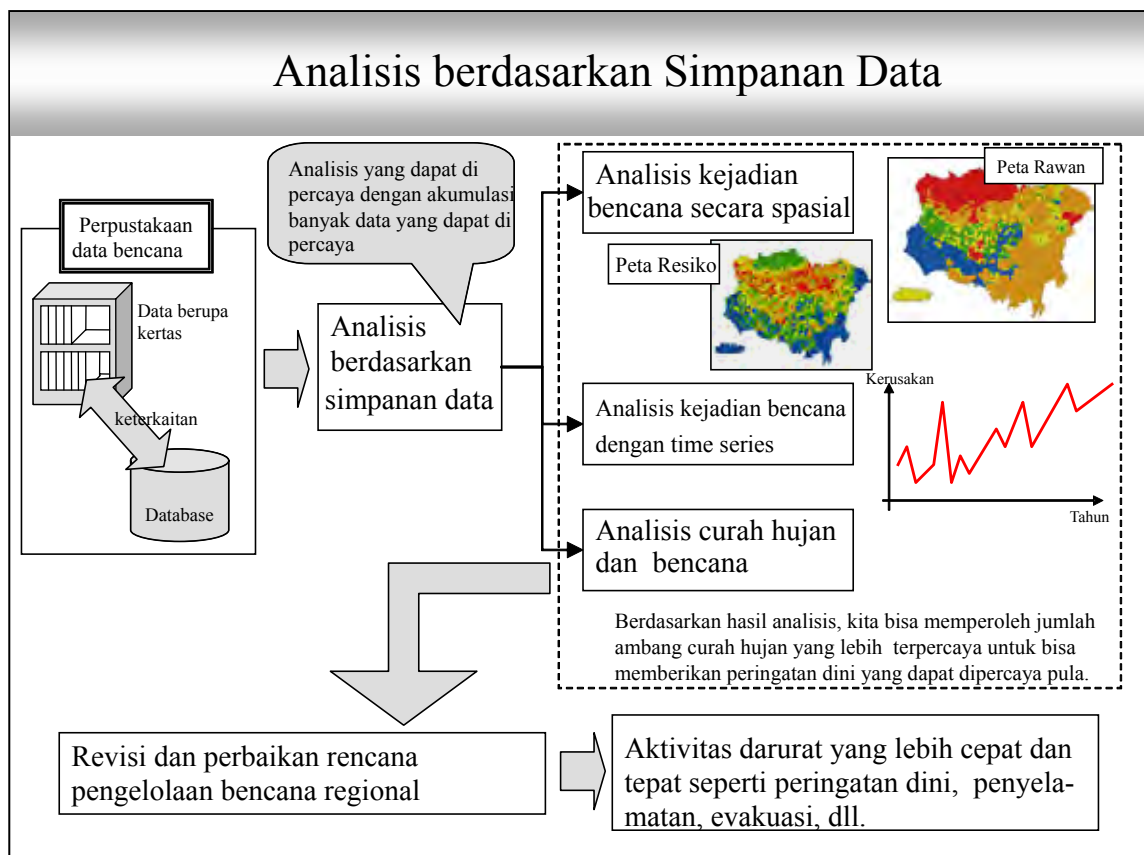 Analisis berdasarkan Simpanan Data
Perpustakaan
data bencana
Data berupa
kertas
keterkaitan
Database
Analisis yang dapat di
percaya dengan akumulasi
banyak data yang dapat di
percaya
Analisis
berdasarkan
simpanan data
Analisis kejadian
bencana secara spasial
Peta Rawan
Peta Resiko
Analisis kejadian bencana
dengan time series
Kerusakan
Tahun
Analisis curah hujan
dan bencana
Berdasarkan hasil analisis, kita bisa memperoleh jumlah
ambang curah hujan yang lebih terpercaya untuk bisa
memberikan peringatan dini yang dapat dipercaya pula.
Revisi dan perbaikan rencana
pengelolaan bencana regional
Aktivitas darurat yang lebih cepat dan
tepat seperti peringatan dini, penyela-
matan, evakuasi, dll.